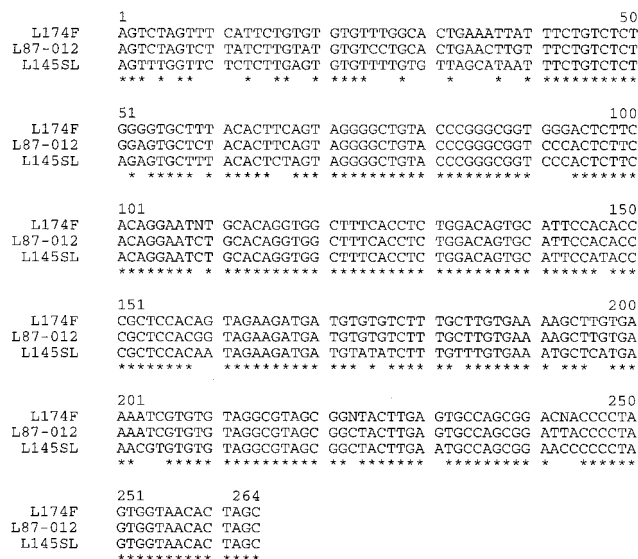 1 50
L174F AGTCTAGTTT CATTCTGTGT GTGTTTGGCA CTGAAATTAT TTCTGTCTCT
L87-012 AGTCTAGTCT TATCTTGTAT GTGTCCTGCA CTGAACTTGT TTCTGTCTCT
L145SL AGTTTGGTTC TCTCTTGAGT GTGTTTTGTG TTAGCATAAT TTCTGTCTCT
*** * ** * ** * **** * * * **********
51 100
L174F GGGGTGCTTT ACACTTCAGT AGGGGCTGTA CCCGGGCGGT GGGACTCTTC
L87-012 GGAGTGCTCT ACACTTCAGT AGGGGCTGTA CCCGGGCGGT CCCACTCTTC
L145SL AGAGTGCTTT ACACTCTAGT AGGGGCTGTA CCCGGGCGGT CCCACTCTTC
* ***** * ***** *** ********** ********** *******
101 150
L174F ACAGGAATNT GCACAGGTGG CTTTCACCTC TGGACAGTGC ATTCCACACC
L87-012 ACAGGAATCT GCACAGGTGG CTTTCACCTC TGGACAGTGC ATTCCACACC
L145SL ACAGGAATCT GCACAGGTGG CTTTCACCTC TGGACAGTGC ATTCCATACC
******** * ********** ********** ********** ****** ***
151 200
L174F CGCTCCACAG TAGAAGATGA TGTGTGTCTT TGCTTGTGAA AAGCTTGTGA
L87-012 CGCTCCACGG TAGAAGATGA TGTGTGTCTT TGCTTGTGAA AAGCTTGTGA
L145SL CGCTCCACAA TAGAAGATGA TGTATATCTT TGTTTGTGAA ATGCTCATGA
******** ********** *** * **** ** ******* * *** ***
201 250
L174F AAATCGTGTG TAGGCGTAGC GGNTACTTGA GTGCCAGCGG ACNACCCCTA
L87-012 AAATCGTGTG TAGGCGTAGC GGCTACTTGA GTGCCAGCGG ATTACCCCTA
L145SL AACGTGTGTG TAGGCGTAGC GGCTACTTGA ATGCCAGCGG AACCCCCCTA
** ***** ********** ** ******* ********* * ******
251 264
L174F GTGGTAACAC TAGC
L87-012 GTGGTAACAC TAGC
L145SL GTGGTAACAC TAGC
********** ****